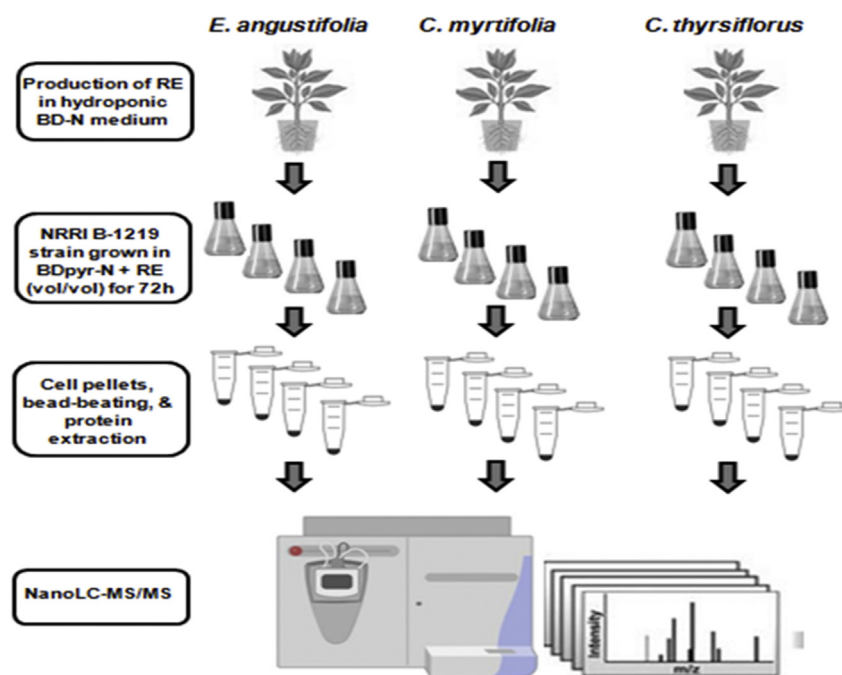 E. angustifolia
C. myrtifolia
C. thyrsiflorus
Production of RE
in hydroponic
BD-N medium
NRRI B-1219
strain grown in
BDpyr-N + RE
(vol/vol) for 72h
Cell pellets,
bead-beating, &
protein
extraction
NanoLC-MS/MS
Intensity
m/z